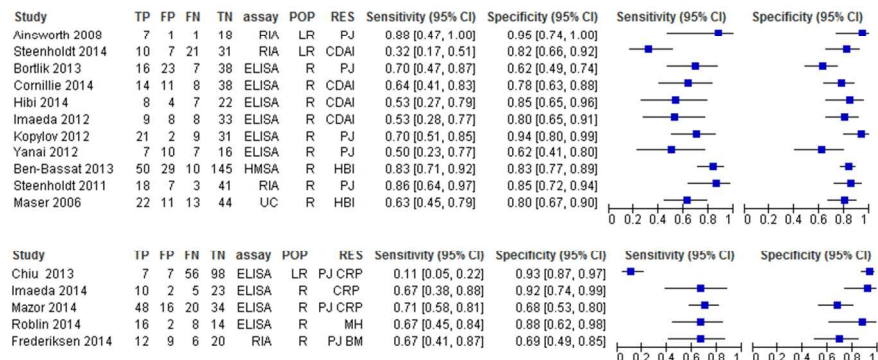 Study TP FP FN TN assay POP RES Sensitivity (95% CI) Specificity (95% CI) Sensitivity (95% CI) Specificity (95% CI)
Ainsworth 2008 7 1 1 18 RIA LR PJ 0.88 [0.47, 1.00] 0.95 [0.74, 1.00]
Steenholdt 2014 10 7 21 31 RIA LR CDAI 0.32 [0.17, 0.51] 0.82 [0.66, 0.92]
Bortlik 2013 16 23 7 38 ELISA R PJ 0.70 [0.47, 0.87] 0.62 [0.49, 0.74]
Cornillie 2014 14 11 8 38 ELISA R CDAI 0.64 [0.41, 0.83] 0.78 [0.63, 0.88]
Hibi 2014 8 4 7 22 ELISA R CDAI 0.53 [0.27, 0.79] 0.85 [0.65, 0.96]
Imaeda 2012 9 8 8 33 ELISA R CDAI 0.53 [0.28, 0.77] 0.80 [0.65, 0.91]
Kopylov 2012 21 2 9 31 ELISA R PJ 0.70 [0.51, 0.85] 0.94 [0.80, 0.99]
Yanai 2012 7 10 7 16 ELISA R PJ 0.50 [0.23, 0.77] 0.62 [0.41, 0.80]
Ben-Bassat 2013 50 29 10 145 HMSA R HBI 0.83 [0.71, 0.92] 0.83 [0.77, 0.89]
Steenholdt 2011 18 7 3 41 RIA R PJ 0.86 [0.64, 0.97] 0.85 [0.72, 0.94]
Maser 2006 22 11 13 44 UC R HBI 0.63 [0.45, 0.79] 0.80 [0.67, 0.90]
0 0.2 0.4 0.6 0.8 1 0 0.2 0.4 0.6 0.8 1
Study TP FP FN TN assay POP RES Sensitivity (95% CI) Specificity (95% CI) Sensitivity (95% CI) Specificity (95% CI)
Chiu 2013 7 7 56 98 ELISA LR PJ CRP 0.11 [0.05, 0.22] 0.93 [0.87, 0.97]
Imaeda 2014 10 2 5 23 ELISA R CRP 0.67 [0.38, 0.88] 0.92 [0.74, 0.99]
Mazor 2014 48 16 20 34 ELISA R PJ CRP 0.71 [0.58, 0.81] 0.68 [0.53, 0.80]
Roblin 2014 16 2 8 14 ELISA R MH 0.67 [0.45, 0.84] 0.88 [0.62, 0.98]
Frederiksen 2014 12 9 6 20 RIA R PJ BM 0.67 [0.41, 0.87] 0.69 [0.49, 0.85]
0 0.2 0.4 0.6 0.8 1 0 0.2 0.4 0.6 0.8 1